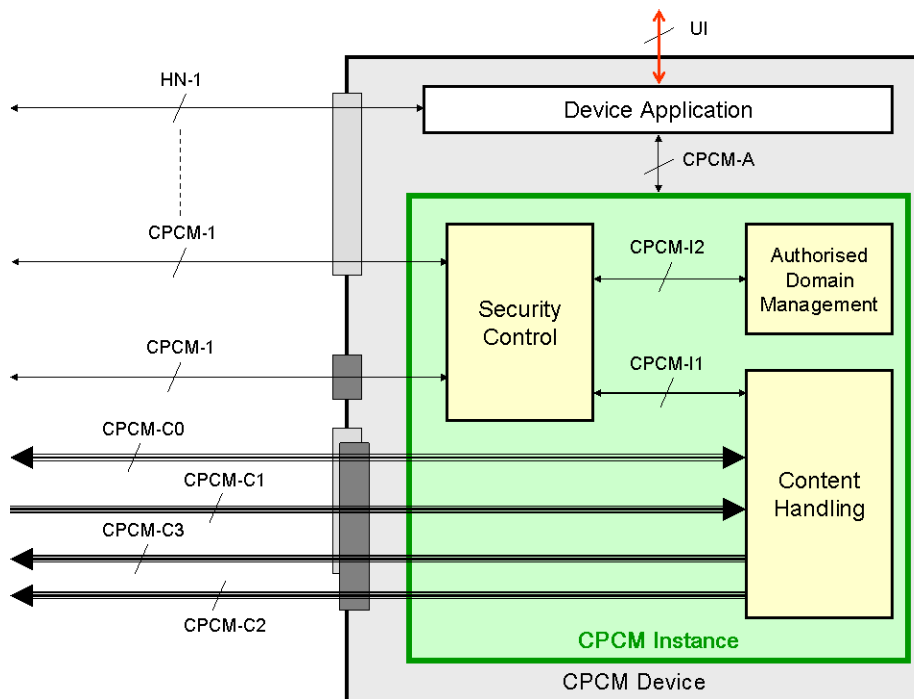 UI
HN-1
Device Application
CPCM-A
CPCM-1
CPCM-I2
Authorised
Domain
Management
Security
Control
CPCM-1
CPCM-I1
CPCM-C0
CPCM-C1
Content
Handling
CPCM-C3
CPCM-C2
CPCM Instance
CPCM Device